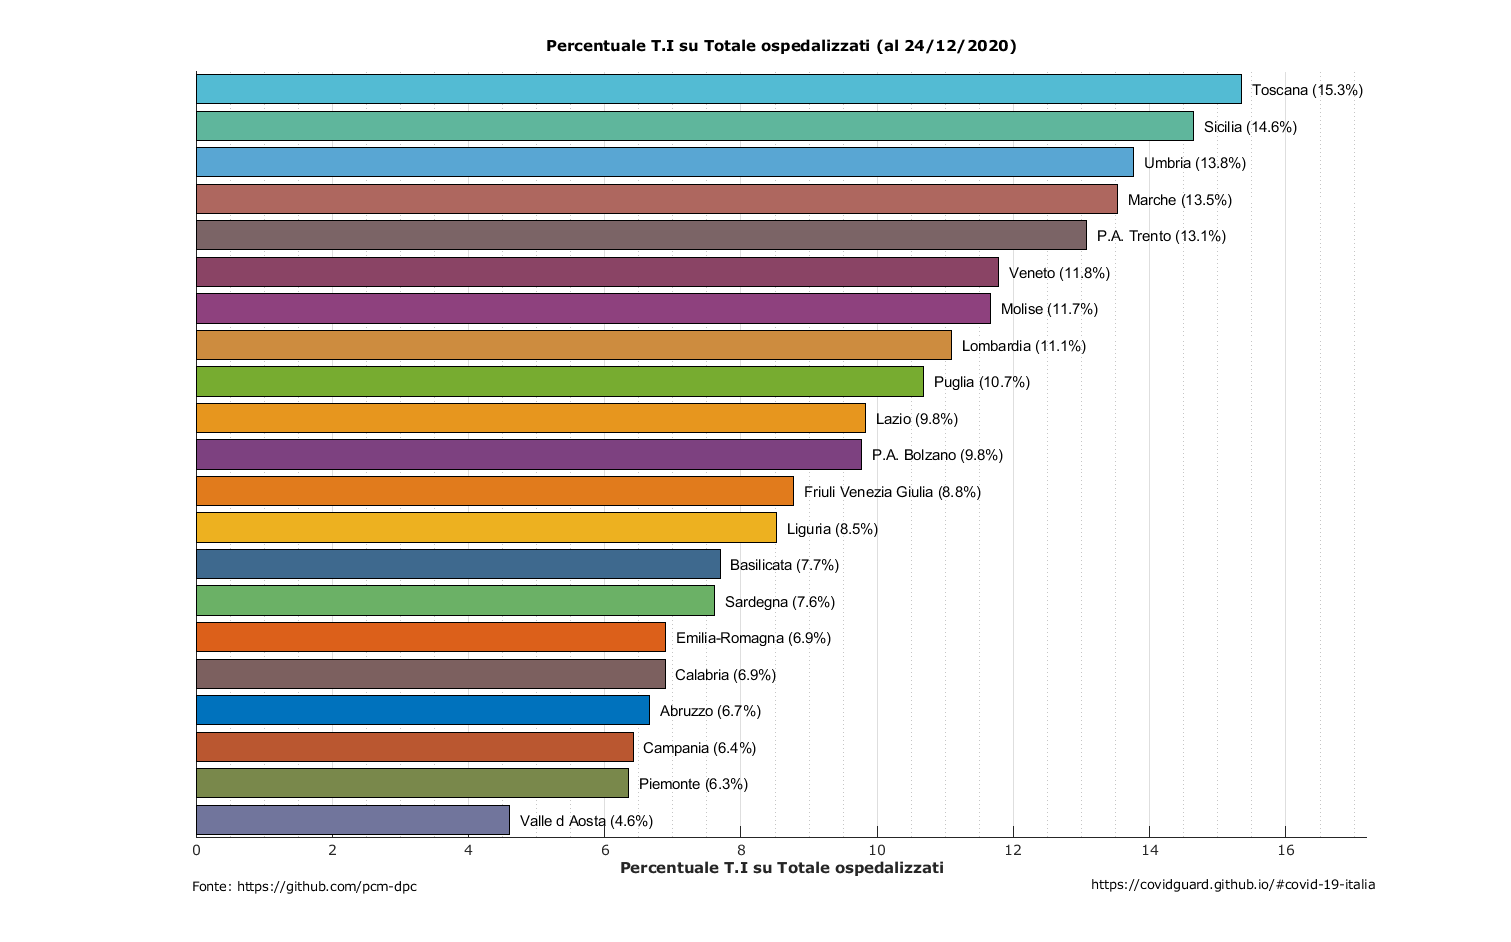 Percentuale T.I su Totale ospedalizzati (al 24/12/2020)
Toscana (15.3%)
Sicilia (14.6%)
Umbria (13.8%)
Marche (13.5%)
P.A. Trento (13.1%)
Veneto (11.8%)
Molise (11.7%)
Lombardia (11.1%)
Puglia (10.7%)
Lazio (9.8%)
P.A. Bolzano (9.8%)
Friuli Venezia Giulia (8.8%)
Liguria (8.5%)
Basilicata (7.7%)
Sardegna (7.6%)
Emilia-Romagna (6.9%)
Calabria (6.9%)
Abruzzo (6.7%)
Campania (6.4%)
Piemonte (6.3%)
Valle d Aosta (4.6%)
0 2 4 6 8 10 12 14 16
Percentuale T.I su Totale ospedalizzati
Fonte: https://github.com/pcm-dpc
https://covidguard.github.io/#covid-19-italia